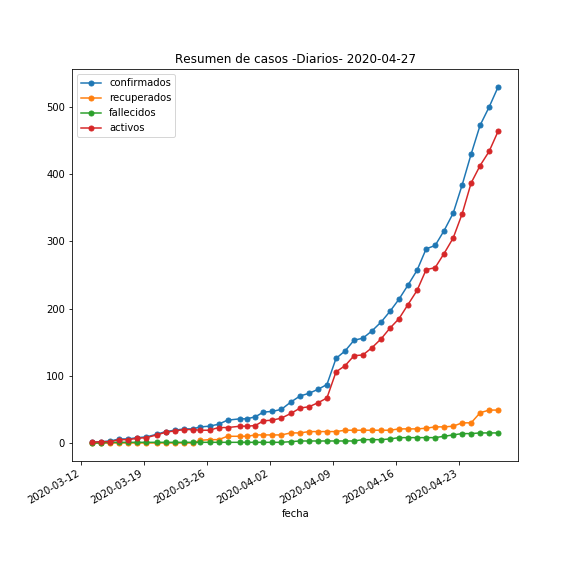 Resumen de casos -Diarios- 2020-04-27
confirmados
recuperados
fallecidos
activos
500
400
300
200
100
0
2020-03-12
2020-03-19
2020-03-26
2020-04-02
2020-04-09
2020-04-16
2020-04-23
fecha